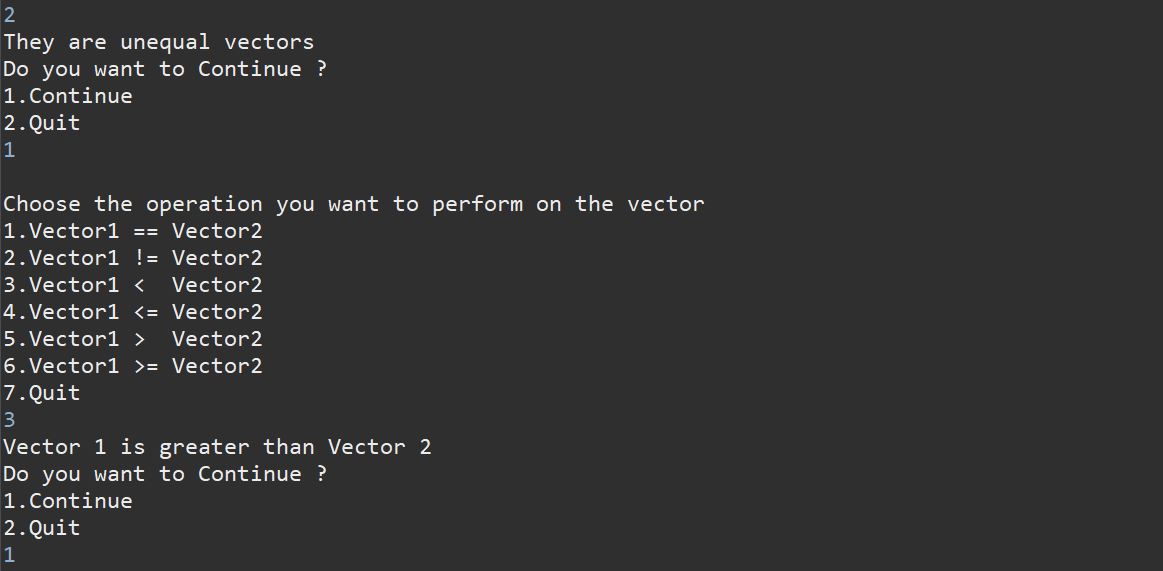 2
They are unequal vectors
Do you want to Continue ?
1.Continue
2.Quit
1

Choose the operation you want to perform on the vector
1.Vector1 == Vector2
2.Vector1 != Vector2
3.Vector1 <  Vector2
4.Vector1 <= Vector2
5.Vector1 >  Vector2
6.Vector1 >= Vector2
7.Quit
3
Vector 1 is greater than Vector 2
Do you want to Continue ?
1.Continue
2.Quit
1